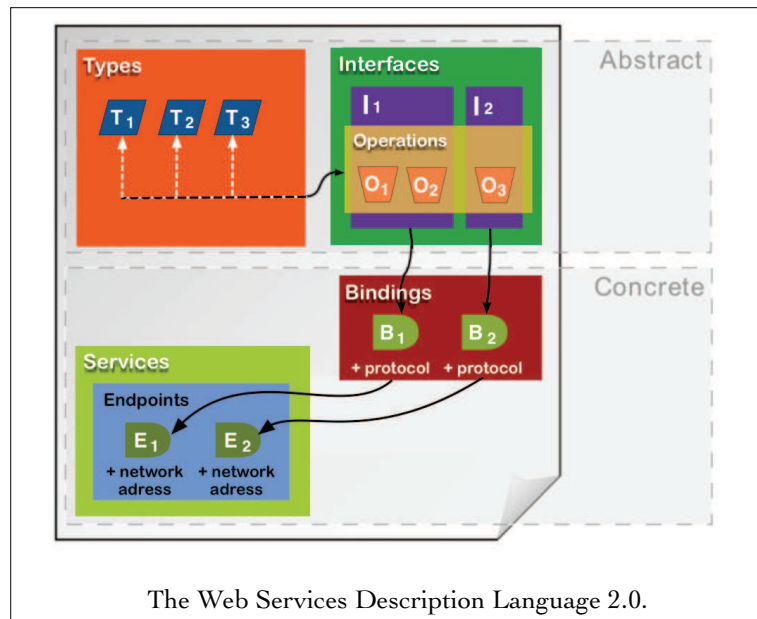 Abstract
Types
Interfaces
T1 T2 T3
I1 I2
Operations
O1 O2 O3
Concrete
Bindings
B1 B2
+ protocol + protocol
Services
Endpoints
E1 E2
+ network + network
adress adress
The Web Services Description Language 2.0.